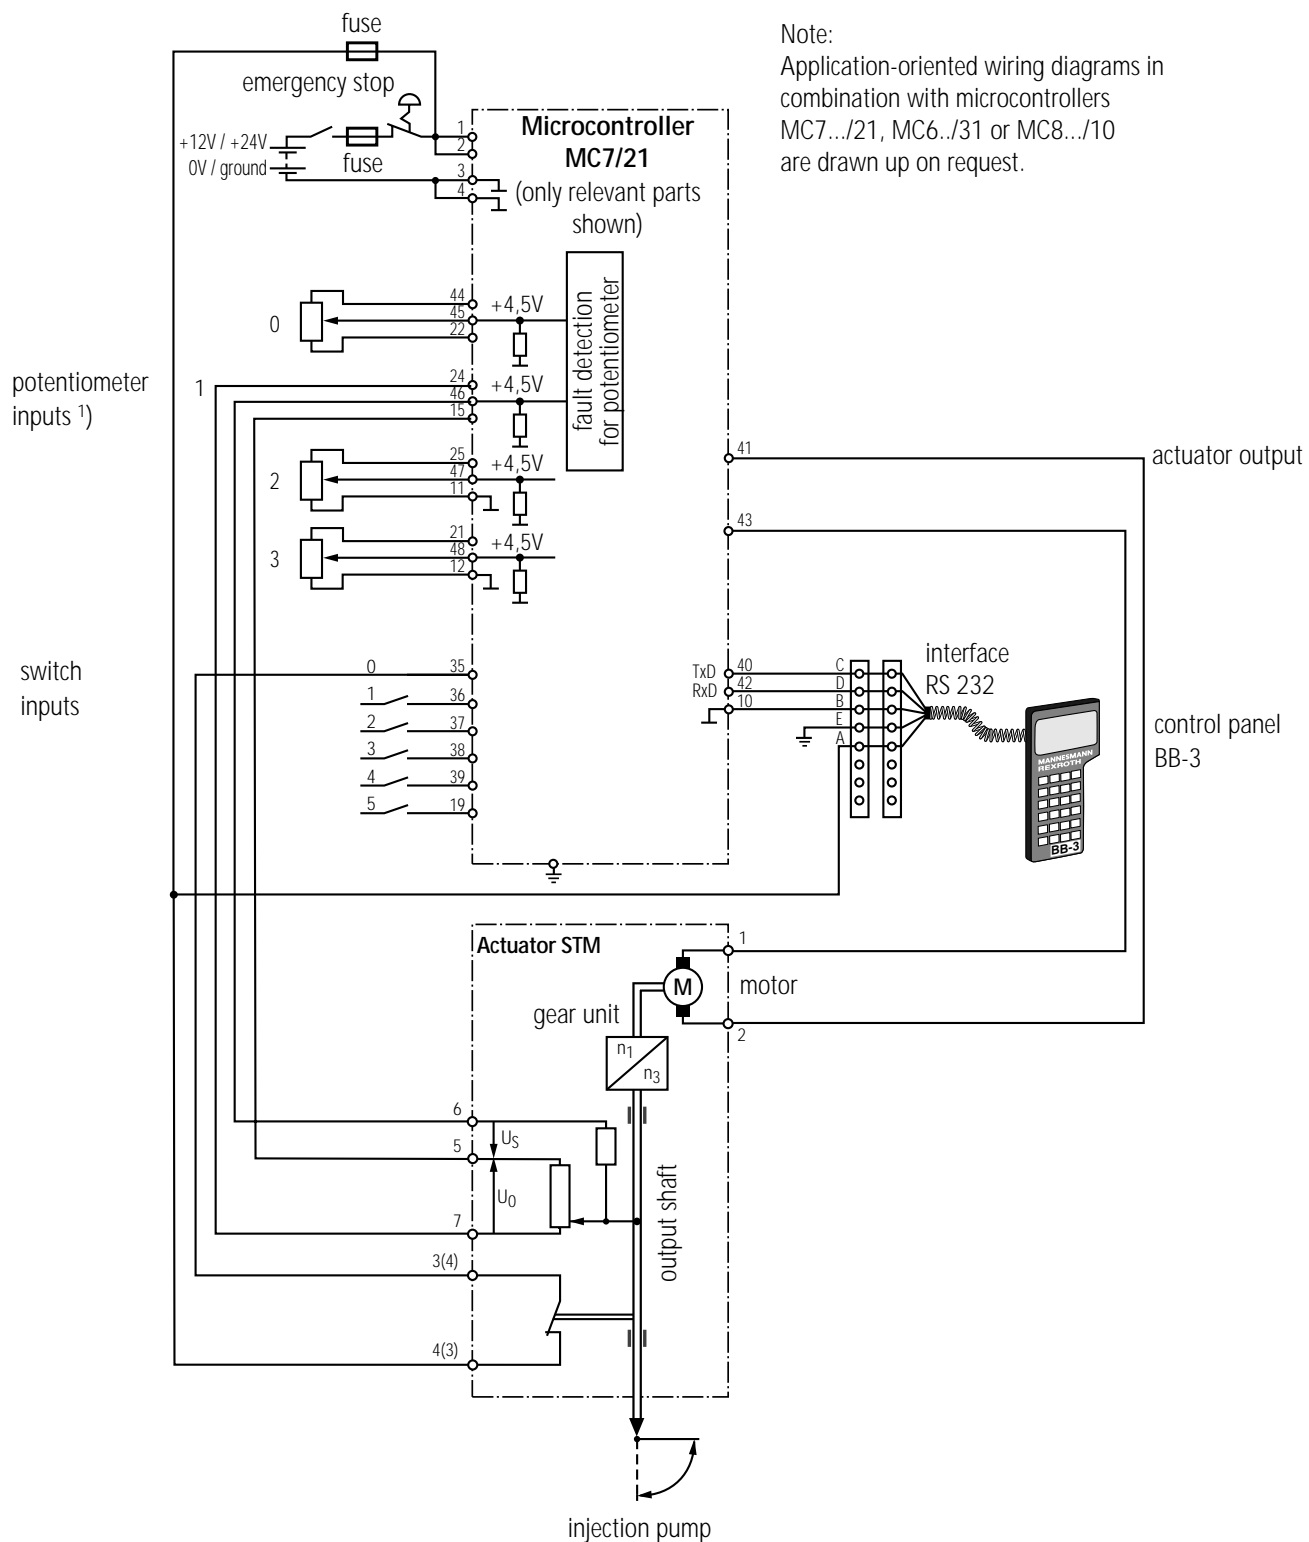 fuse
Note:
Application-oriented wiring diagrams in
combination with microcontrollers
MC7.../21, MC6../31 or MC8.../10
are drawn up on request.
emergency stop
+12V / +24V
0V / ground
fuse
1
2
3
4
Microcontroller
MC7/21
(only relevant parts
shown)
potentiometer
inputs 1)
0
44
45
22
+4,5V
1
24
46
15
+4,5V
2
25
47
11
+4,5V
3
21
48
12
+4,5V
fault detection
for potentiometer
41
actuator output
43
switch
inputs
0
35
1
36
2
37
3
38
4
39
5
19
TxD
40
C
RxD
42
D
10
B
E
A
interface
RS 232
MANNESMANN
REXROTH
BB-3
control panel
BB-3
Actuator STM
1
M
motor
2
gear unit
n1
n3
6
US
5
U0
7
output shaft
3(4)
4(3)
injection pump